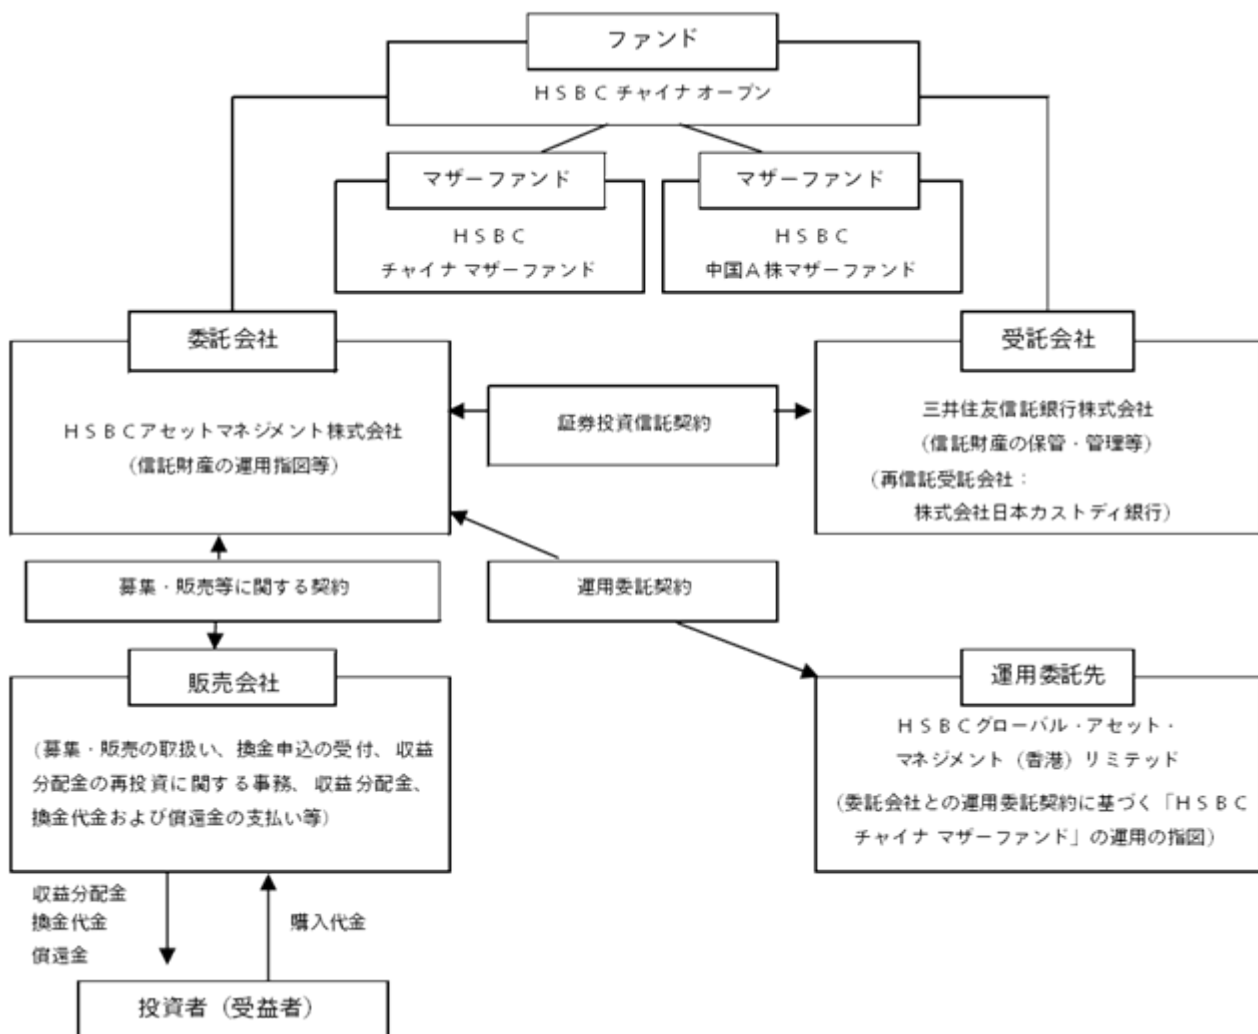 ファンド
ＨＳＢＣ チャイナ オープン
マザーファンド
ＨＳＢＣ
チャイナ マザーファンド
マザーファンド
ＨＳＢＣ
中国Ａ株マザーファンド
委託会社
ＨＳＢＣアセットマネジメント株式会社
（信託財産の運用指図等）
証券投資信託契約
受託会社
三井住友信託銀行株式会社
（信託財産の保管・管理等）
（再信託受託会社：
株式会社日本カストディ銀行）
募集・販売等に関する契約
運用委託契約
販売会社
（募集・販売の取扱い、換金申込の受付、収益
分配金の再投資に関する事務、収益分配金、
換金代金および償還金の支払い等）
運用委託先
ＨＳＢＣグローバル・アセット・
マネジメント（香港）リミテッド
（委託会社との運用委託契約に基づく「ＨＳＢＣ
チャイナ マザーファンド」の運用の指図）
収益分配金
換金代金
償還金
購入代金
投資者（受益者）